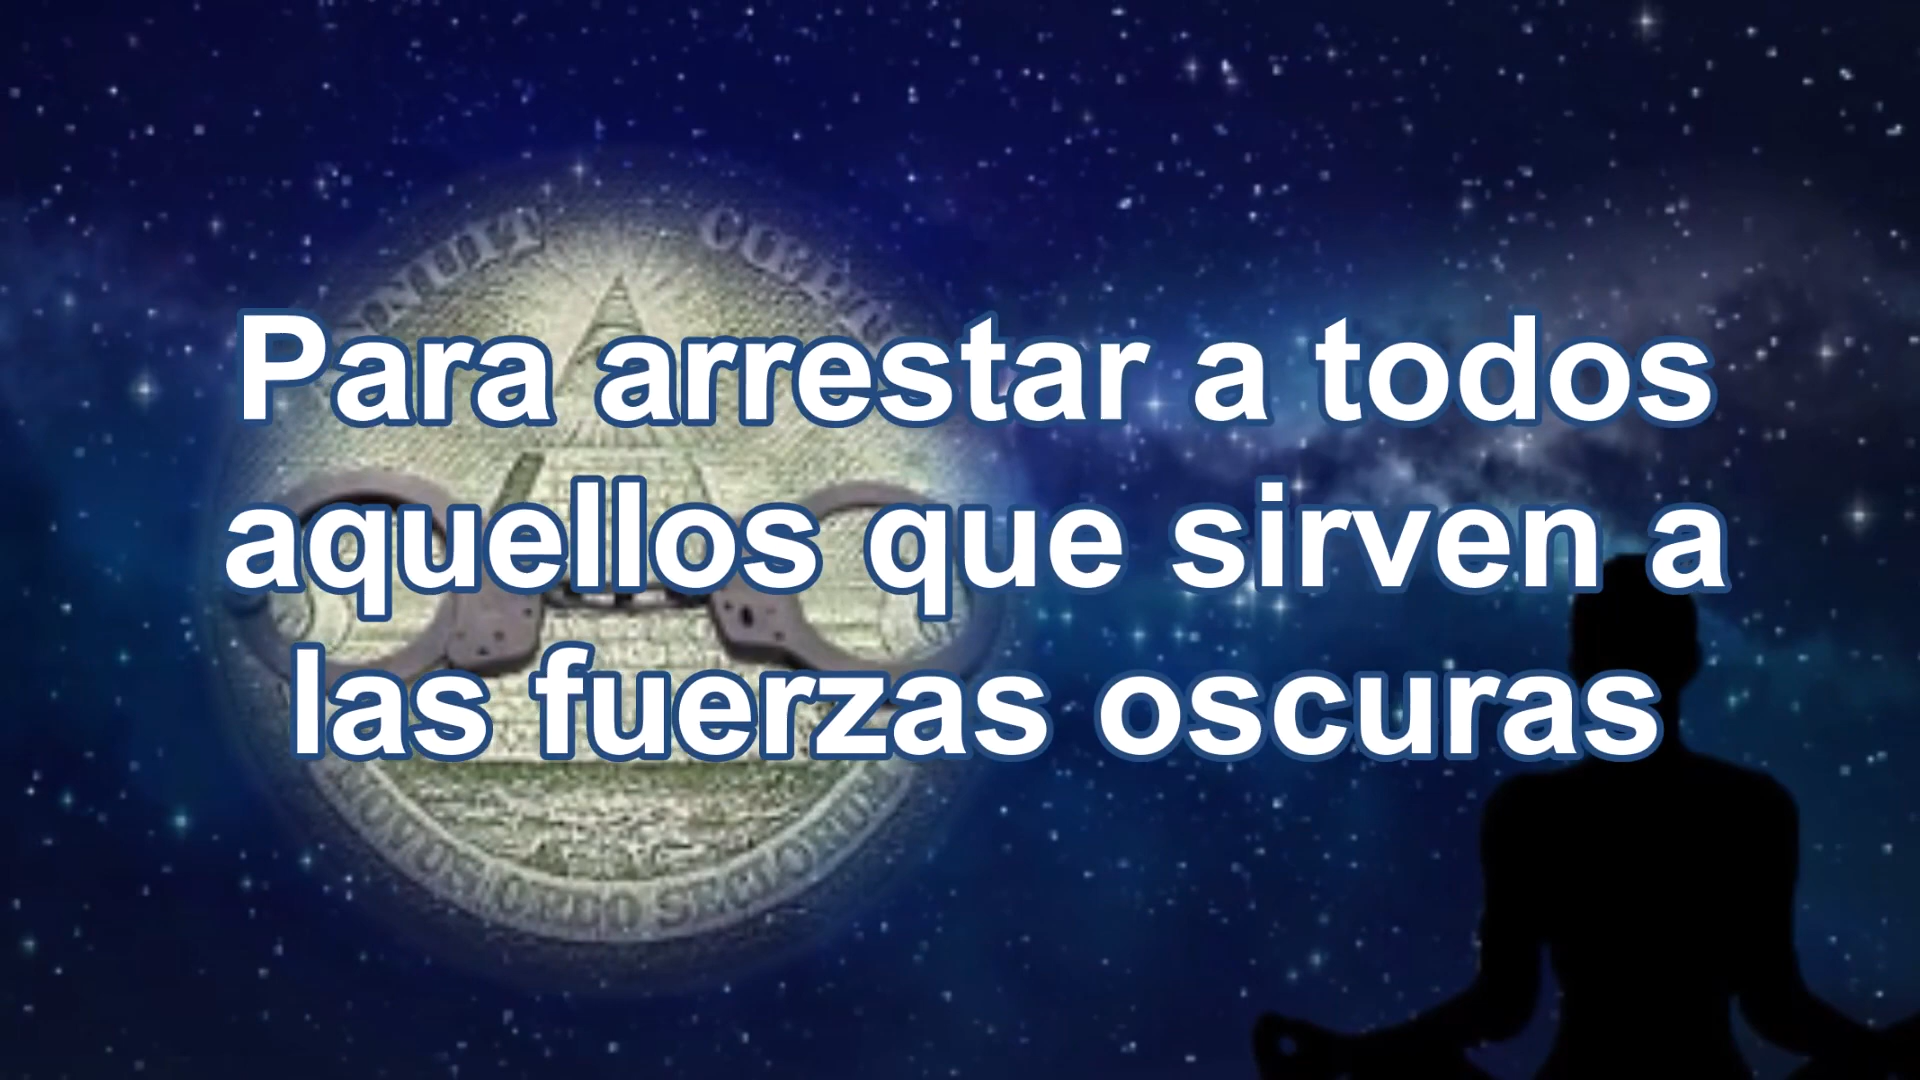 Para arrestar a todos
aquellos que sirven a
las fuerzas oscuras